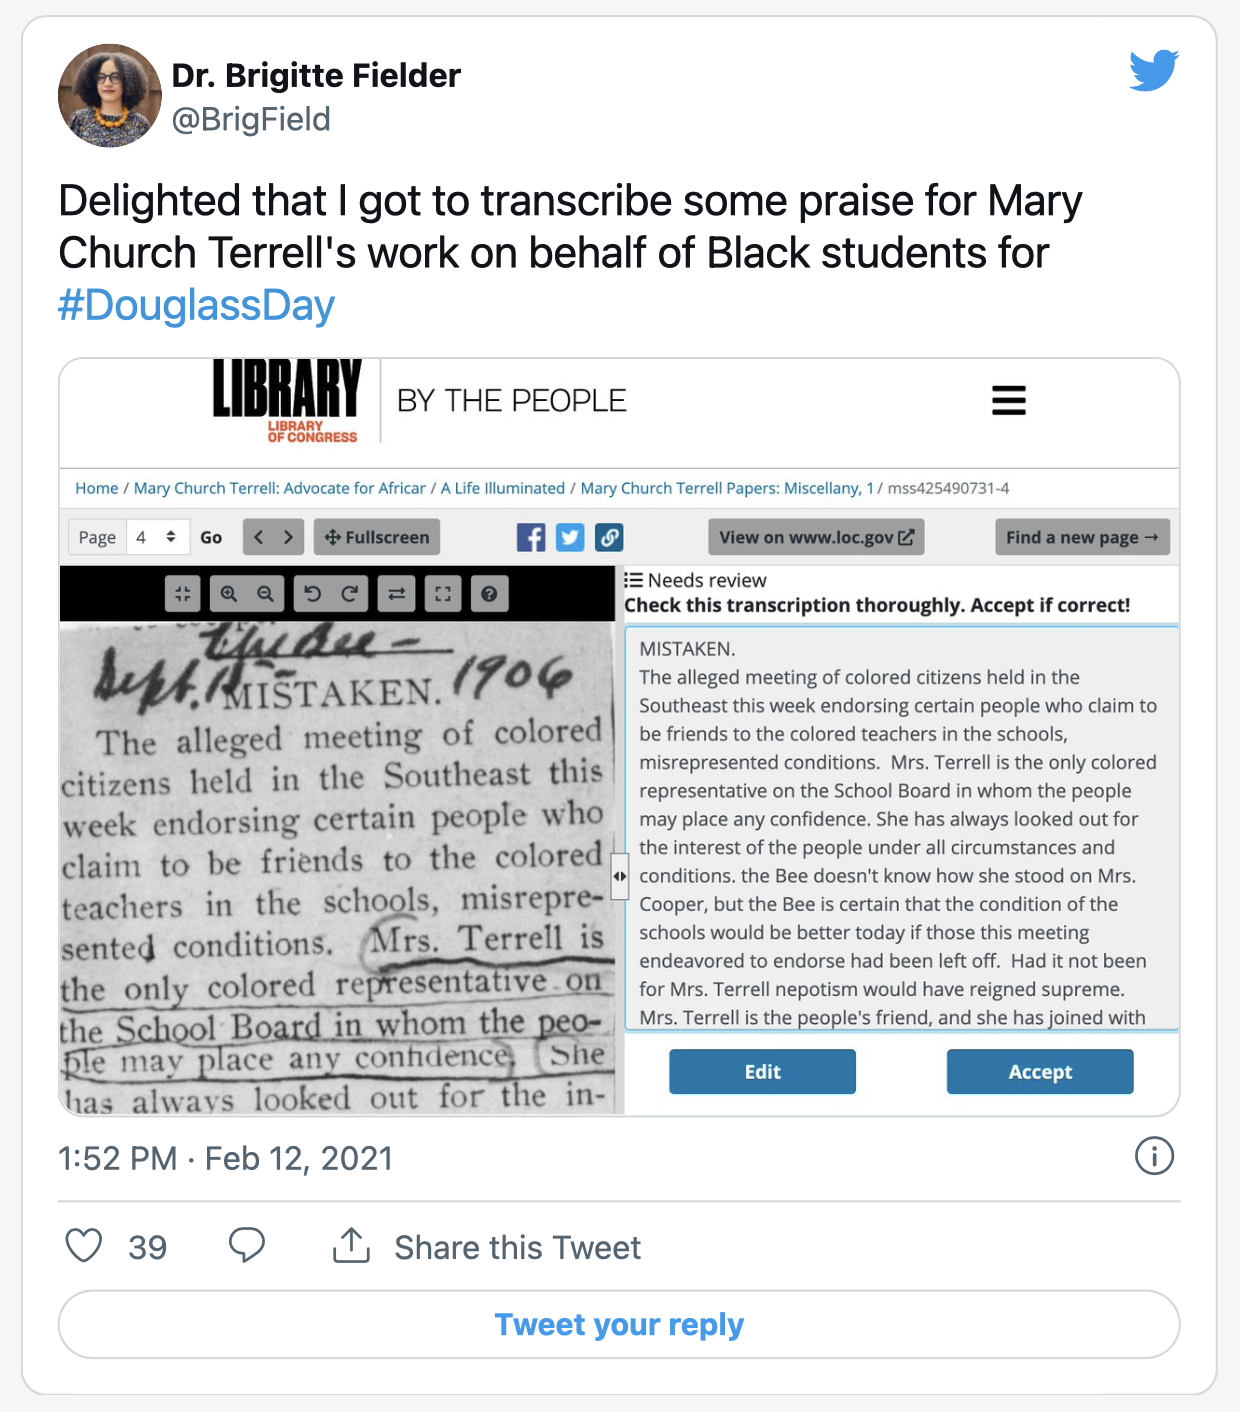 Dr. Brigitte Fielder
@BrigField
Delighted that I got to transcribe some praise for Mary
Church Terrell's work on behalf of Black students for
#DouglassDay
LIBRARY
LIBRARY
OF CONGRESS
BY THE PEOPLE
Home / Mary Church Terrell: Advocate for Africar / A Life Illuminated / Mary Church Terrell Papers: Miscellany, 1 / mss425490731-4
Page 4 Go Fullscreen View on www.loc.gov Find a new page →
The Bee –
Sept. 1906
MISTAKEN.
The alleged meeting of colored
citizens held in the Southeast this
week endorsing certain people who
claim to be friends to the colored
teachers in the schools, misrepre-
sented conditions. (Mrs. Terrell is
the only colored representative on
the School Board in whom the peo-
ple may place any confidence. (She
has always looked out for the in-
Needs review
Check this transcription thoroughly. Accept if correct!
MISTAKEN.
The alleged meeting of colored citizens held in the
Southeast this week endorsing certain people who claim to
be friends to the colored teachers in the schools,
misrepresented conditions.  Mrs. Terrell is the only colored
representative on the School Board in whom the people
may place any confidence. She has always looked out for
the interest of the people under all circumstances and
conditions. the Bee doesn't know how she stood on Mrs.
Cooper, but the Bee is certain that the condition of the
schools would be better today if those this meeting
endeavored to endorse had been left off.  Had it not been
for Mrs. Terrell nepotism would have reigned supreme.
Mrs. Terrell is the people's friend, and she has joined with
Edit Accept
1:52 PM · Feb 12, 2021
39 Share this Tweet
Tweet your reply